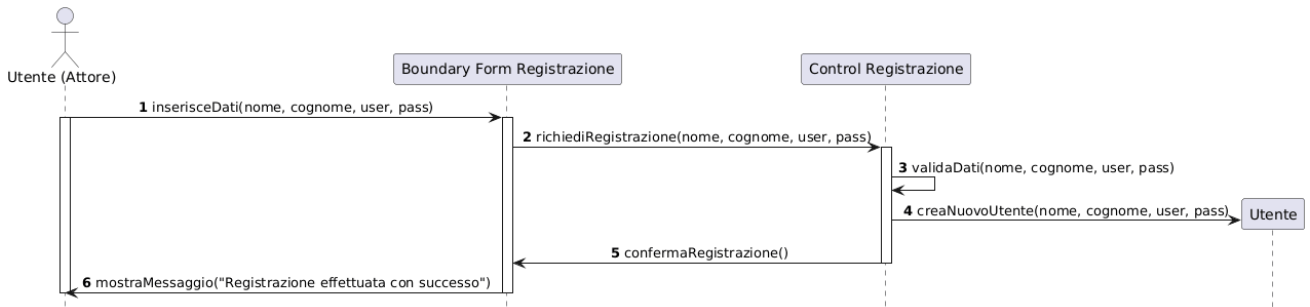 Utente (Attore)
Boundary Form Registrazione
Control Registrazione
1 inserisceDati(nome, cognome, user, pass)
2 richiediRegistrazione(nome, cognome, user, pass)
3 validaDati(nome, cognome, user, pass)
4 creaNuovoUtente(nome, cognome, user, pass)
Utente
5 confermaRegistrazione()
6 mostraMessaggio("Registrazione effettuata con successo")